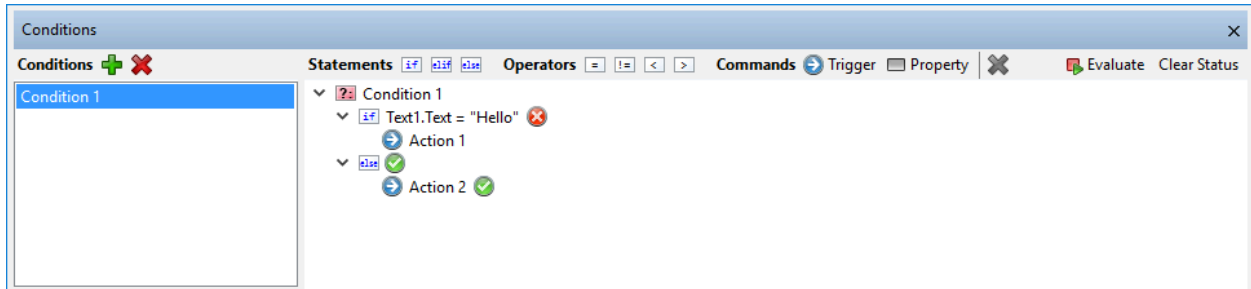 Conditions
Conditions Statements if elif else Operators = != < > Commands Trigger Property Evaluate Clear Status
Condition 1
?: Condition 1
if Text1.Text = "Hello"
Action 1
else
Action 2